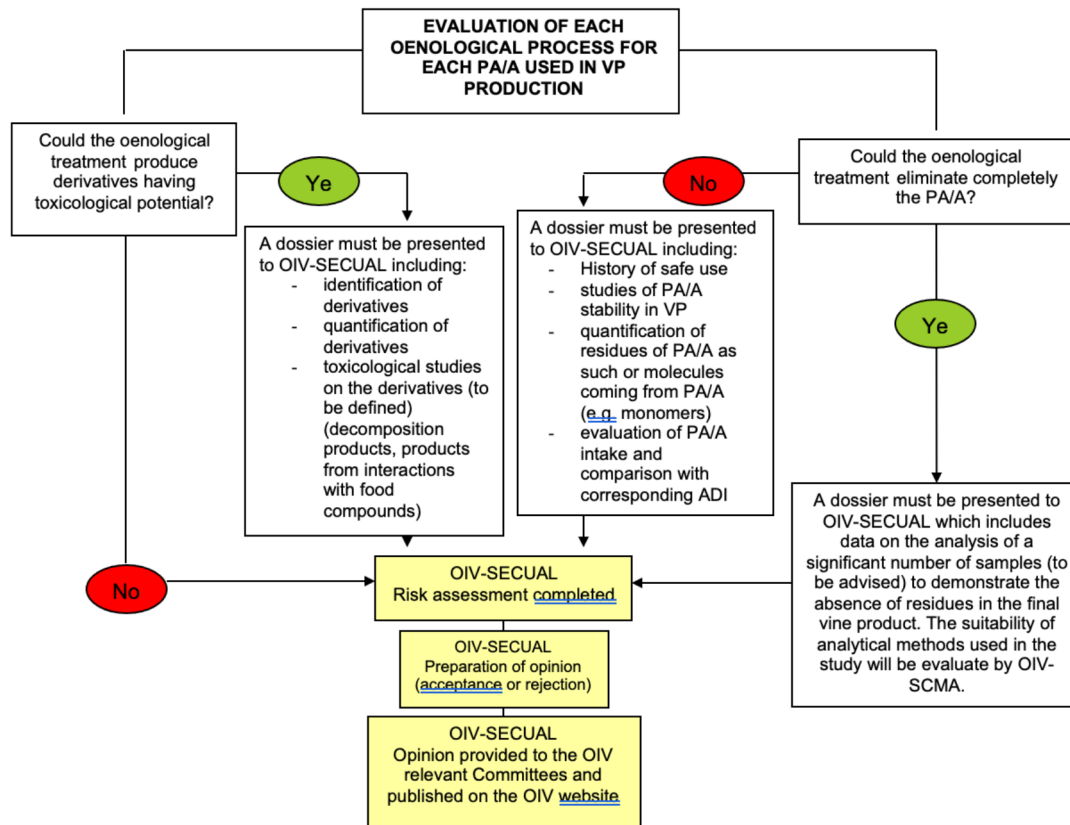 EVALUATION OF EACH
OENOLOGICAL PROCESS FOR
EACH PA/A USED IN VP
PRODUCTION
Could the oenological
treatment produce
derivatives having
toxicological potential?
Ye
No
Could the oenological
treatment eliminate completely
the PA/A?
A dossier must be presented
to OIV-SECUAL including:
- identification of
derivatives
- quantification of
derivatives
- toxicological studies
on the derivatives (to
be defined)
(decomposition
products, products
from interactions
with food
compounds)
A dossier must be presented
to OIV-SECUAL including:
- History of safe use
- studies of PA/A
stability in VP
- quantification of
residues of PA/A as
such or molecules
coming from PA/A
(e.g. monomers)
- evaluation of PA/A
intake and
comparison with
corresponding ADI
Ye
A dossier must be presented to
OIV-SECUAL which includes
data on the analysis of a
significant number of samples (to
be advised) to demonstrate the
absence of residues in the final
vine product. The suitability of
analytical methods used in the
study will be evaluate by OIV-
SCMA.
No
OIV-SECUAL
Risk assessment completed
OIV-SECUAL
Preparation of opinion
(acceptance or rejection)
OIV-SECUAL
Opinion provided to the OIV
relevant Committees and
published on the OIV website